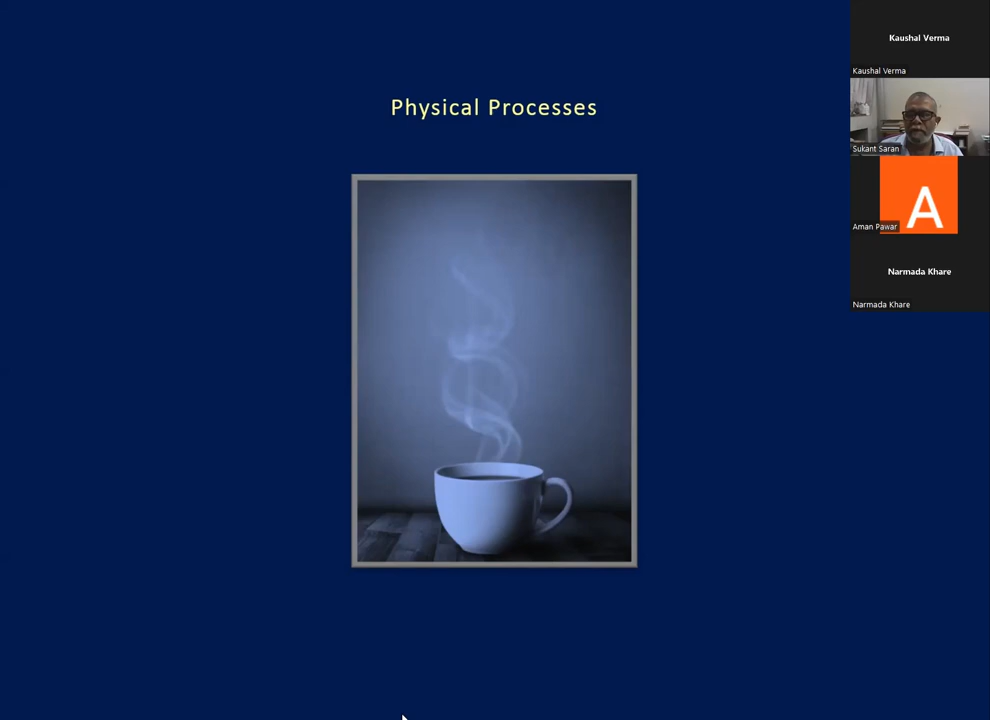 Physical Processes
Kaushal Verma
Kaushal Verma
Sukant Saran
A
Aman Pawar
Narmada Khare
Narmada Khare